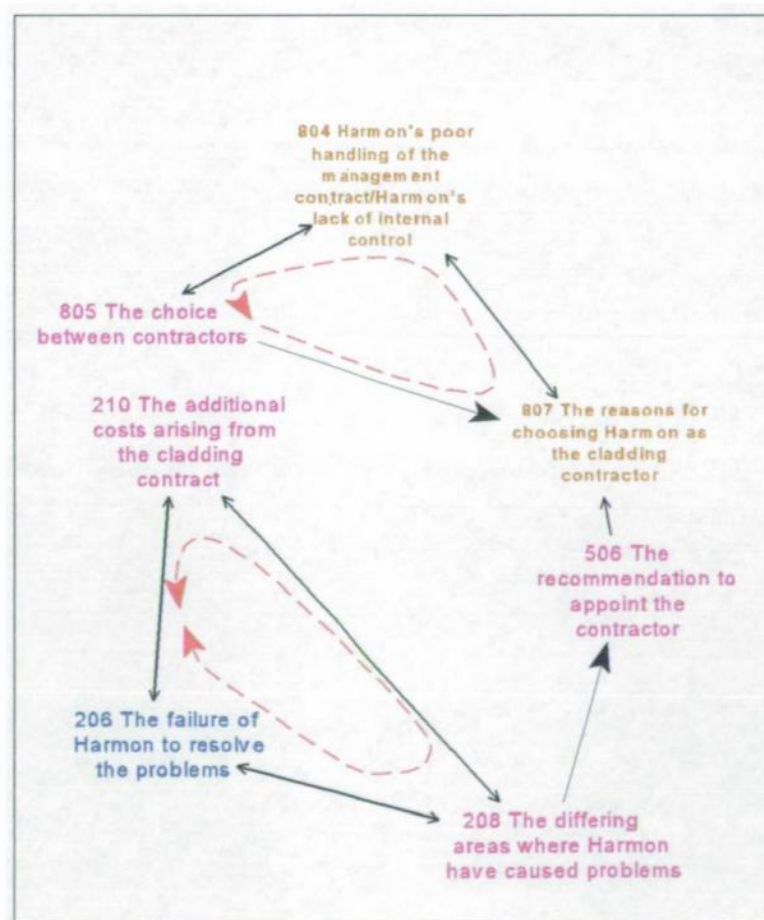 804 Harmon's poor
handling of the
management
contract/Harmon's
lack of internal
control
805 The choice
between contractors
210 The additional
costs arising from
the cladding
contract
807 The reasons for
choosing Harmon as
the cladding
contractor
506 The
recommendation to
appoint the
contractor
206 The failure of
Harmon to resolve
the problems
208 The differing
areas where Harmon
have caused problems